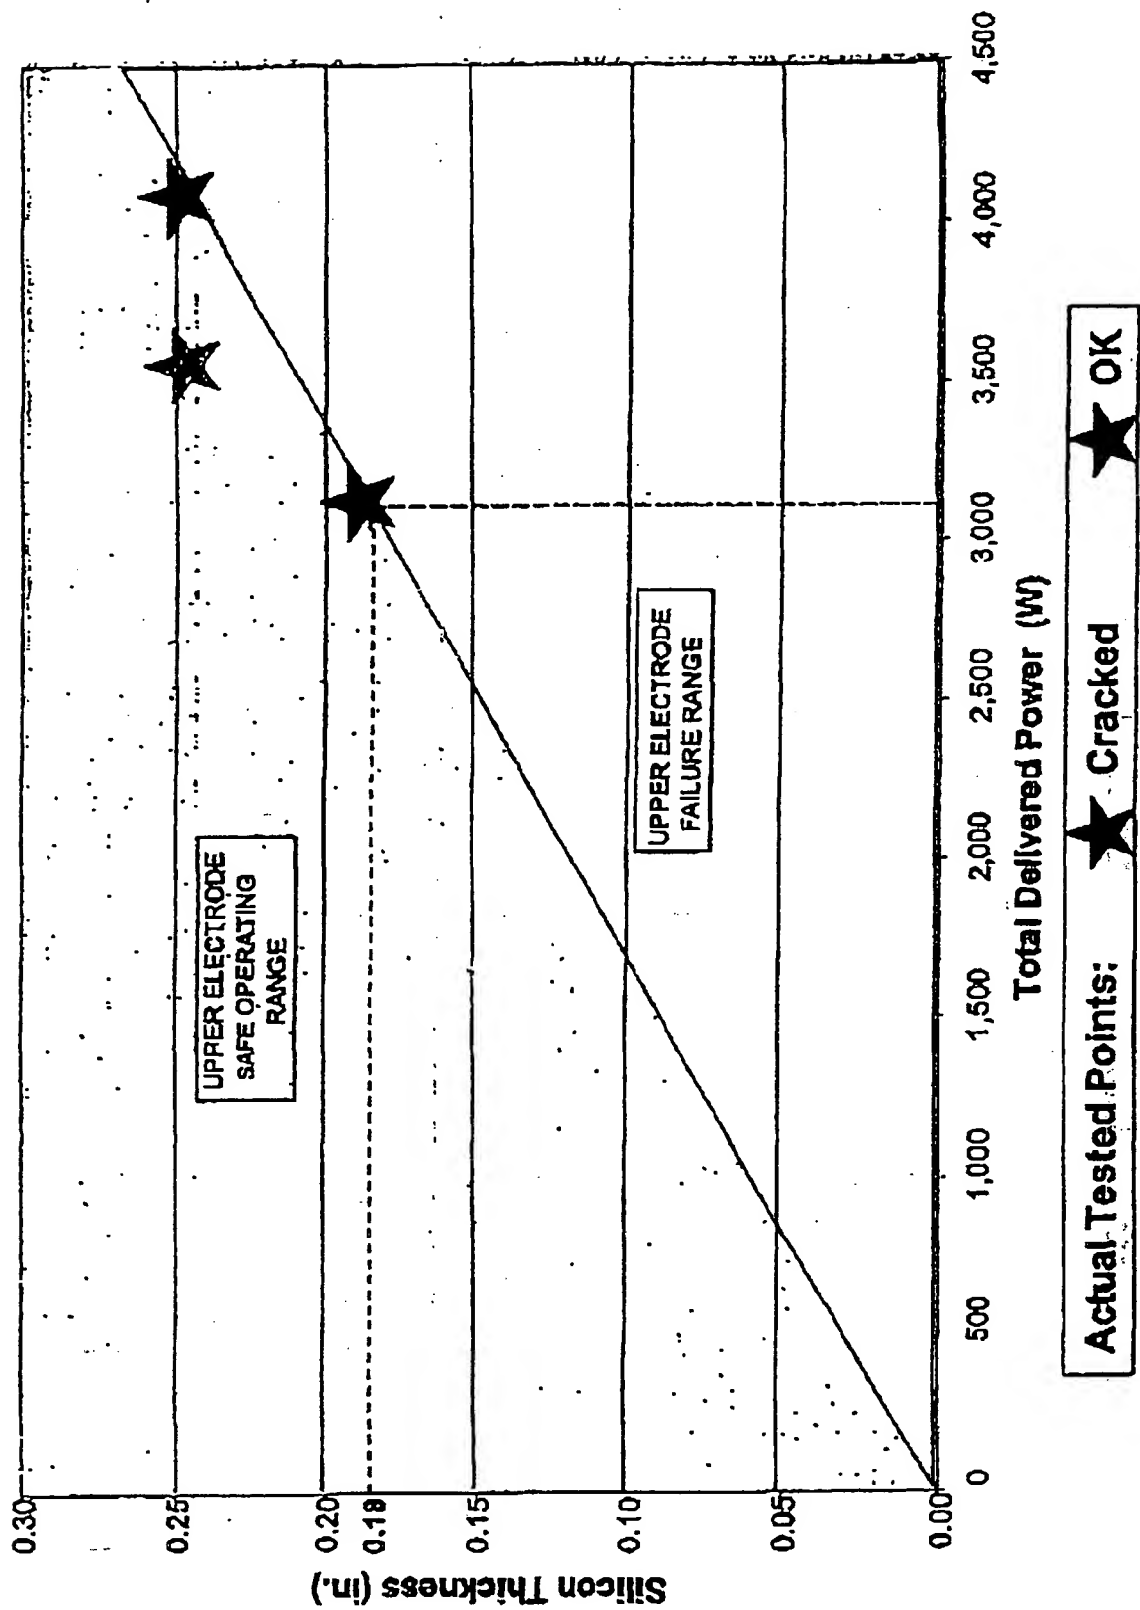 0.30
0.25
0.20
0.18
0.15
0.10
0.05
0.00
Silicon Thickness (in.)
UPPER ELECTRODE
SAFE OPERATING
RANGE
UPPER ELECTRODE
FAILURE RANGE
0
500
1,000
1,500
2,000
2,500
3,000
3,500
4,000
4,500
Total Delivered Power (W)
Actual Tested Points: Cracked OK